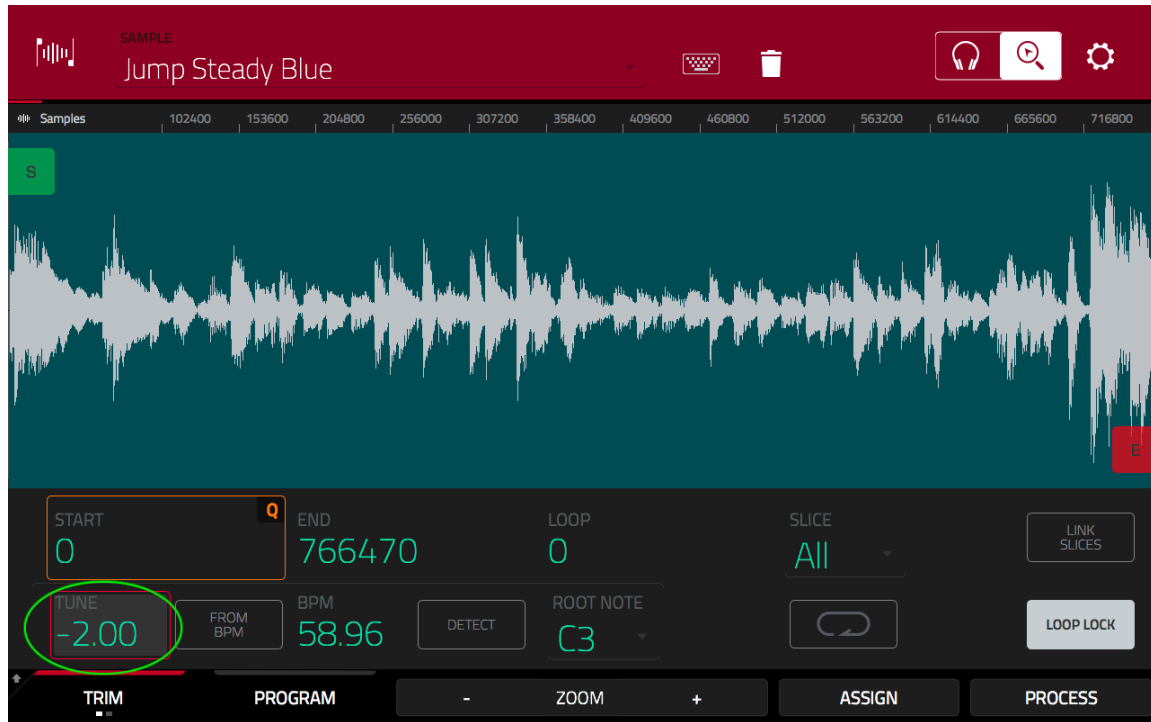 SAMPLE
Jump Steady Blue
Samples 102400 153600 204800 256000 307200 358400 409600 460800 512000 563200 614400 665600 716800
S
E
START Q END LOOP SLICE LINK
SLICES
0 766470 0 All
TUNE FROM
BPM BPM DETECT ROOT NOTE LOOP LOCK
-2.00 58.96 C3
TRIM PROGRAM - ZOOM + ASSIGN PROCESS